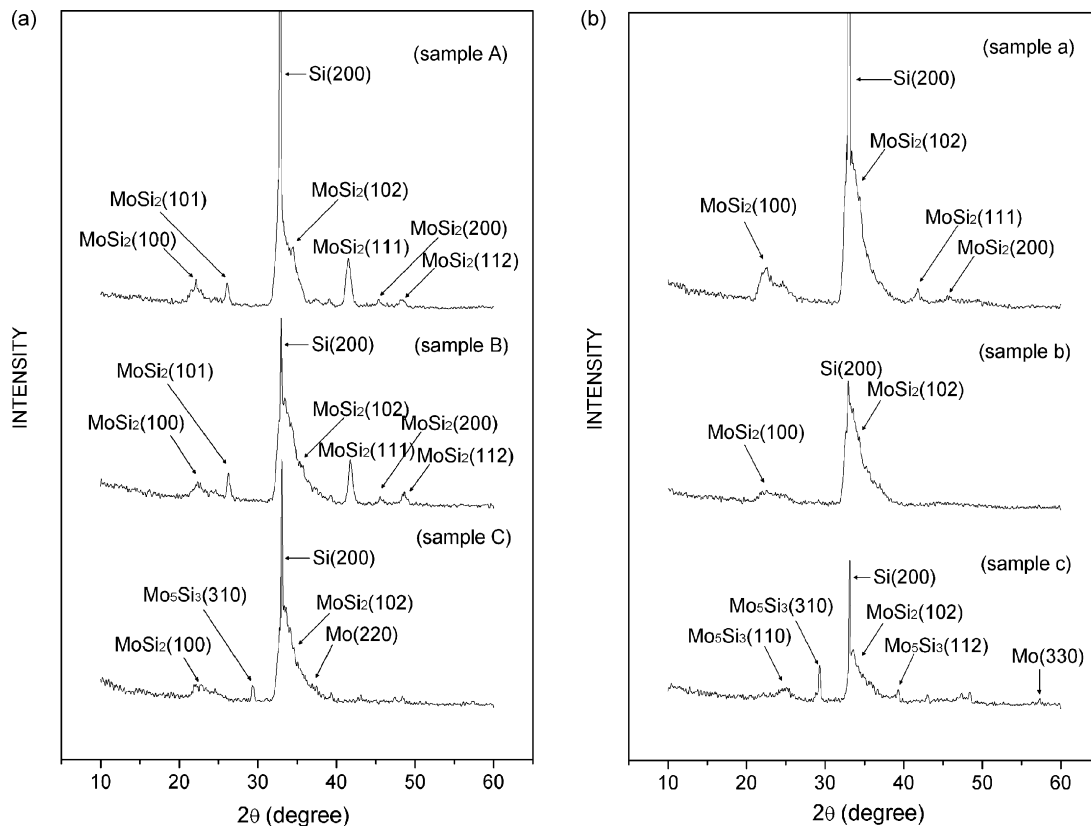 (a)
(sample A)
Si(200)
MoSi2(101)
MoSi2(102)
MoSi2(100)
MoSi2(111)
MoSi2(200)
MoSi2(112)
(sample B)
Si(200)
MoSi2(101)
MoSi2(102)
MoSi2(100)
MoSi2(200)
MoSi2(111)
MoSi2(112)
(sample C)
Si(200)
Mo5Si3(310)
MoSi2(102)
MoSi2(100)
Mo(220)
INTENSITY
10 20 30 40 50 60
2θ (degree)
(b)
(sample a)
Si(200)
MoSi2(102)
MoSi2(100)
MoSi2(111)
MoSi2(200)
(sample b)
Si(200)
MoSi2(102)
MoSi2(100)
(sample c)
Si(200)
Mo5Si3(310)
MoSi2(102)
Mo5Si3(110)
Mo5Si3(112)
Mo(330)
INTENSITY
10 20 30 40 50 60
2θ (degree)